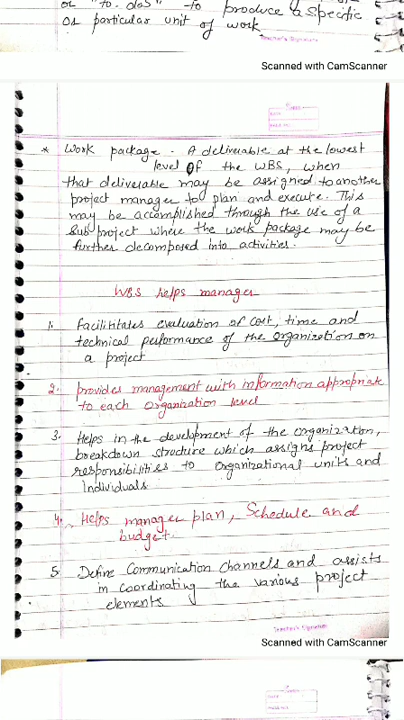 or "to-dos" to produce a specific
or particular unit of work
Teacher's Signature
Scanned with CamScanner
* Work package - A deliverable at the lowest
level of the WBS, when
that deliverable may be assigned to another
project manager to plan and execute. This
may be accomplished through the use of a
Sub project where the work package may be
further decomposed into activities.
WBS helps manager
1. Facilititates evaluation of cost, time and
technical performance of the organization on
a project
2. provides management with information appropriate
to each organization level
3. Helps in the development of the organization,
breakdown structure which assigns project
responsibilities to organizational units and
Individuals
4. Helps manager plan, Schedule and
budget.
5. Define Communication Channels and assists
in coordinating the various project
elements
Teacher's Signature
Scanned with CamScanner